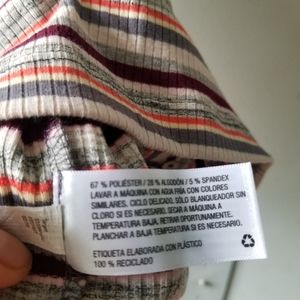 67 % POLIÉSTER / 28 % ALGODÓN / 5 % SPANDEX
LAVAR A MÁQUINA CON AGUA FRÍA CON COLORES
SIMILARES, CICLO DELICADO, SÓLO BLANQUEADOR SIN
CLORO SI ES NECESARIO, SECAR A MÁQUINA A
TEMPERATURA BAJA, RETIRAR OPORTUNAMENTE.
PLANCHAR A BAJA TEMPERATURA SI ES NECESARIO.
ETIQUETA ELABORADA CON PLÁSTICO
100 % RECICLADO